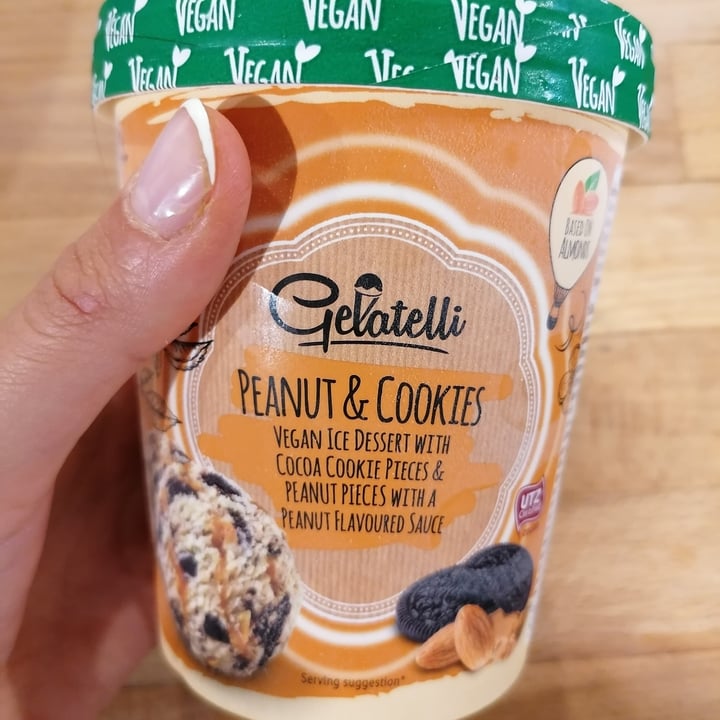 VEGAN VEGAN VEGAN VEGAN VEGAN
VEGAN VEGAN VEGAN VEGAN
BASED ON
ALMONDS
Gelatelli
PEANUT & COOKIES
VEGAN ICE DESSERT WITH
COCOA COOKIE PIECES &
PEANUT PIECES WITH A
PEANUT FLAVOURED SAUCE
UTZ
Serving suggestion*